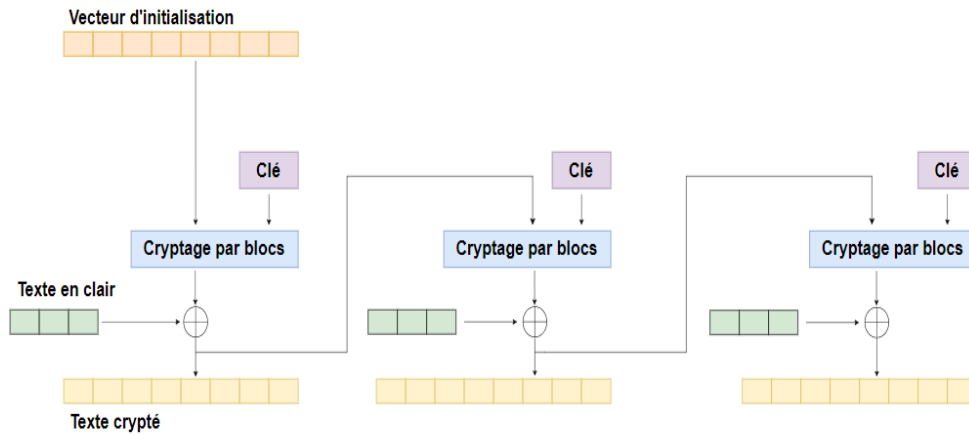 Vecteur d'initialisation
Clé
Clé
Clé
Cryptage par blocs
Cryptage par blocs
Cryptage par blocs
Texte en clair
Texte crypté